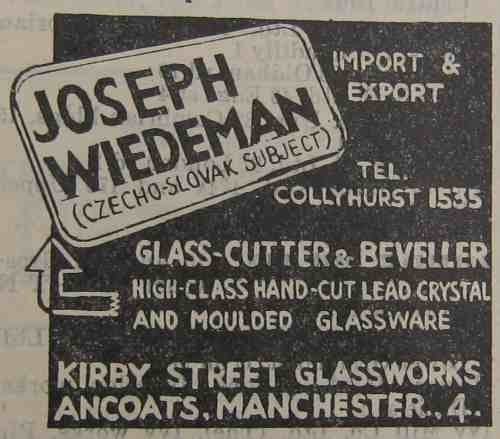 JOSEPH
WIEDEMAN
(CZECHO-SLOVAK SUBJECT)
IMPORT &
EXPORT
TEL.
COLLYHURST 1535
GLASS-CUTTER & BEVELLER
HIGH-CLASS HAND-CUT LEAD CRYSTAL
AND MOULDED GLASSWARE
KIRBY STREET GLASSWORKS
ANCOATS, MANCHESTER., 4.